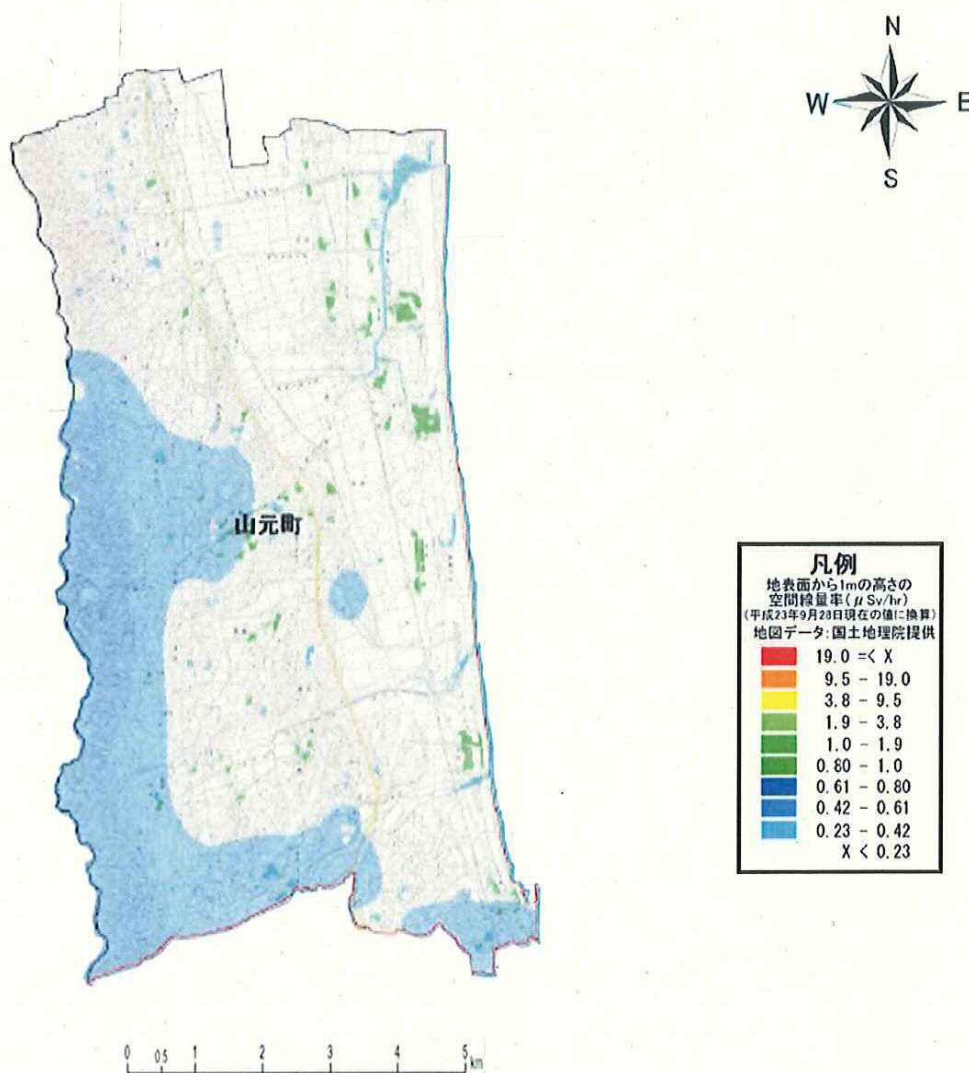 N
W E
S
山元町
凡例
地表面から1mの高さの
空間線量率(μSv/hr)
(平成23年9月28日現在の値に換算)
地図データ:国土地理院提供
19.0 =< X
9.5 - 19.0
3.8 - 9.5
1.9 - 3.8
1.0 - 1.9
0.80 - 1.0
0.61 - 0.80
0.42 - 0.61
0.23 - 0.42
X < 0.23
0 0.5 1 2 3 4 5 km